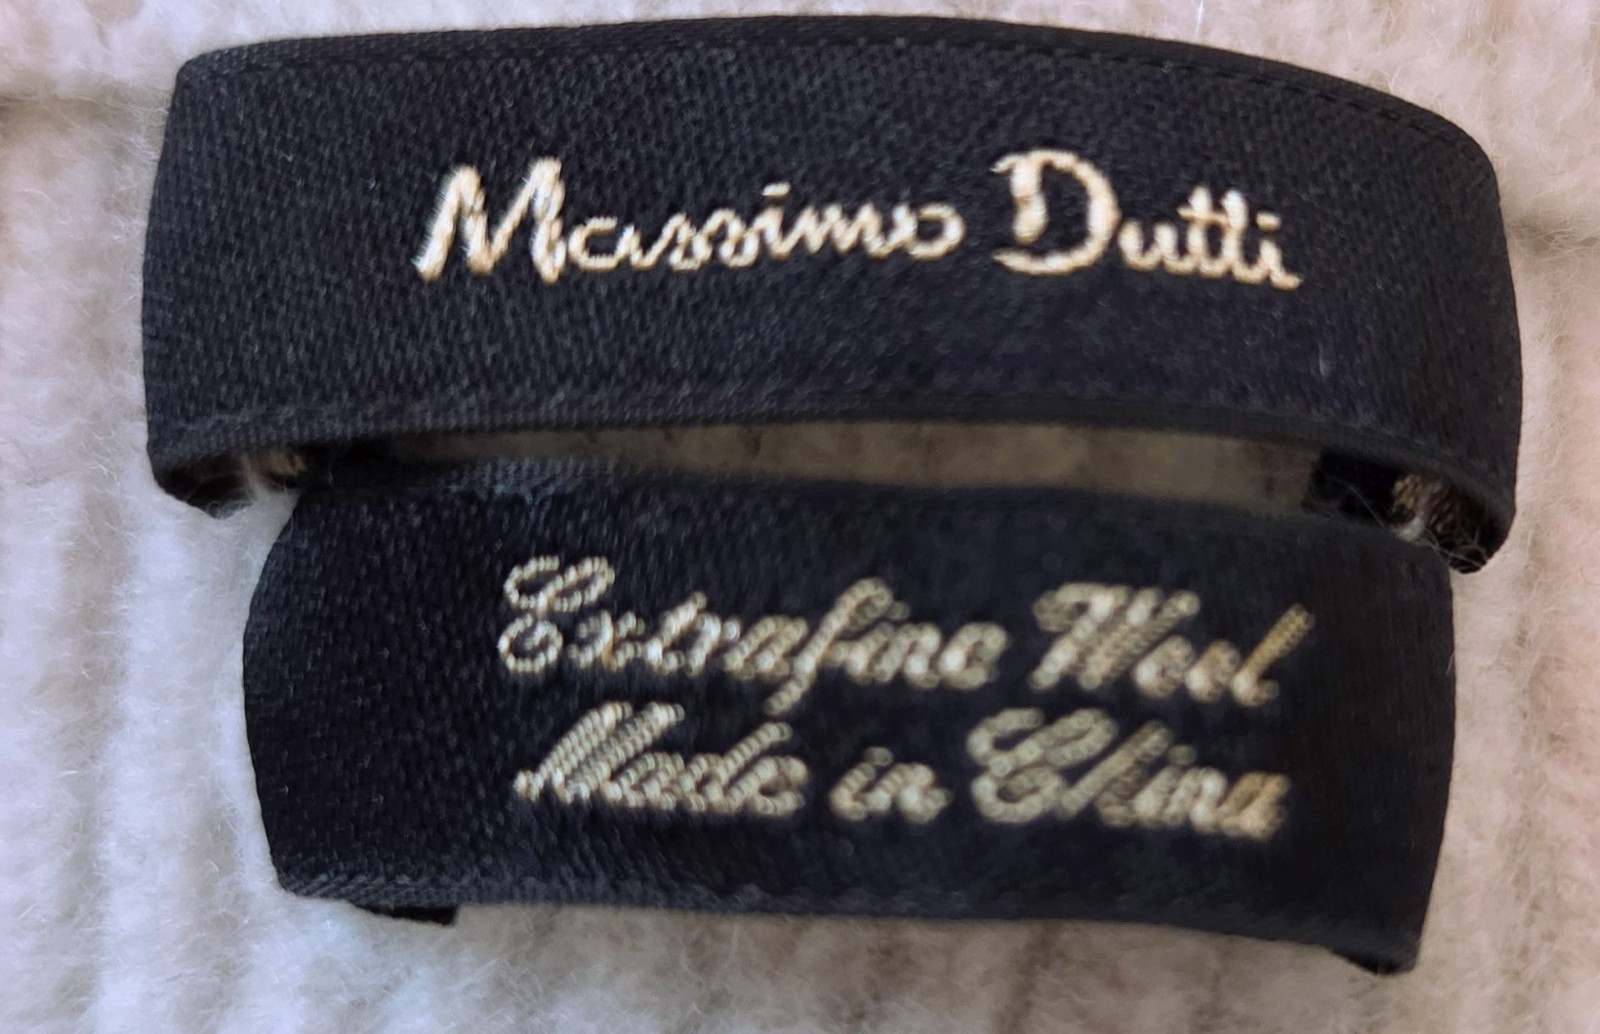 Massimo Dutti
Extrafine Wool
Made in China